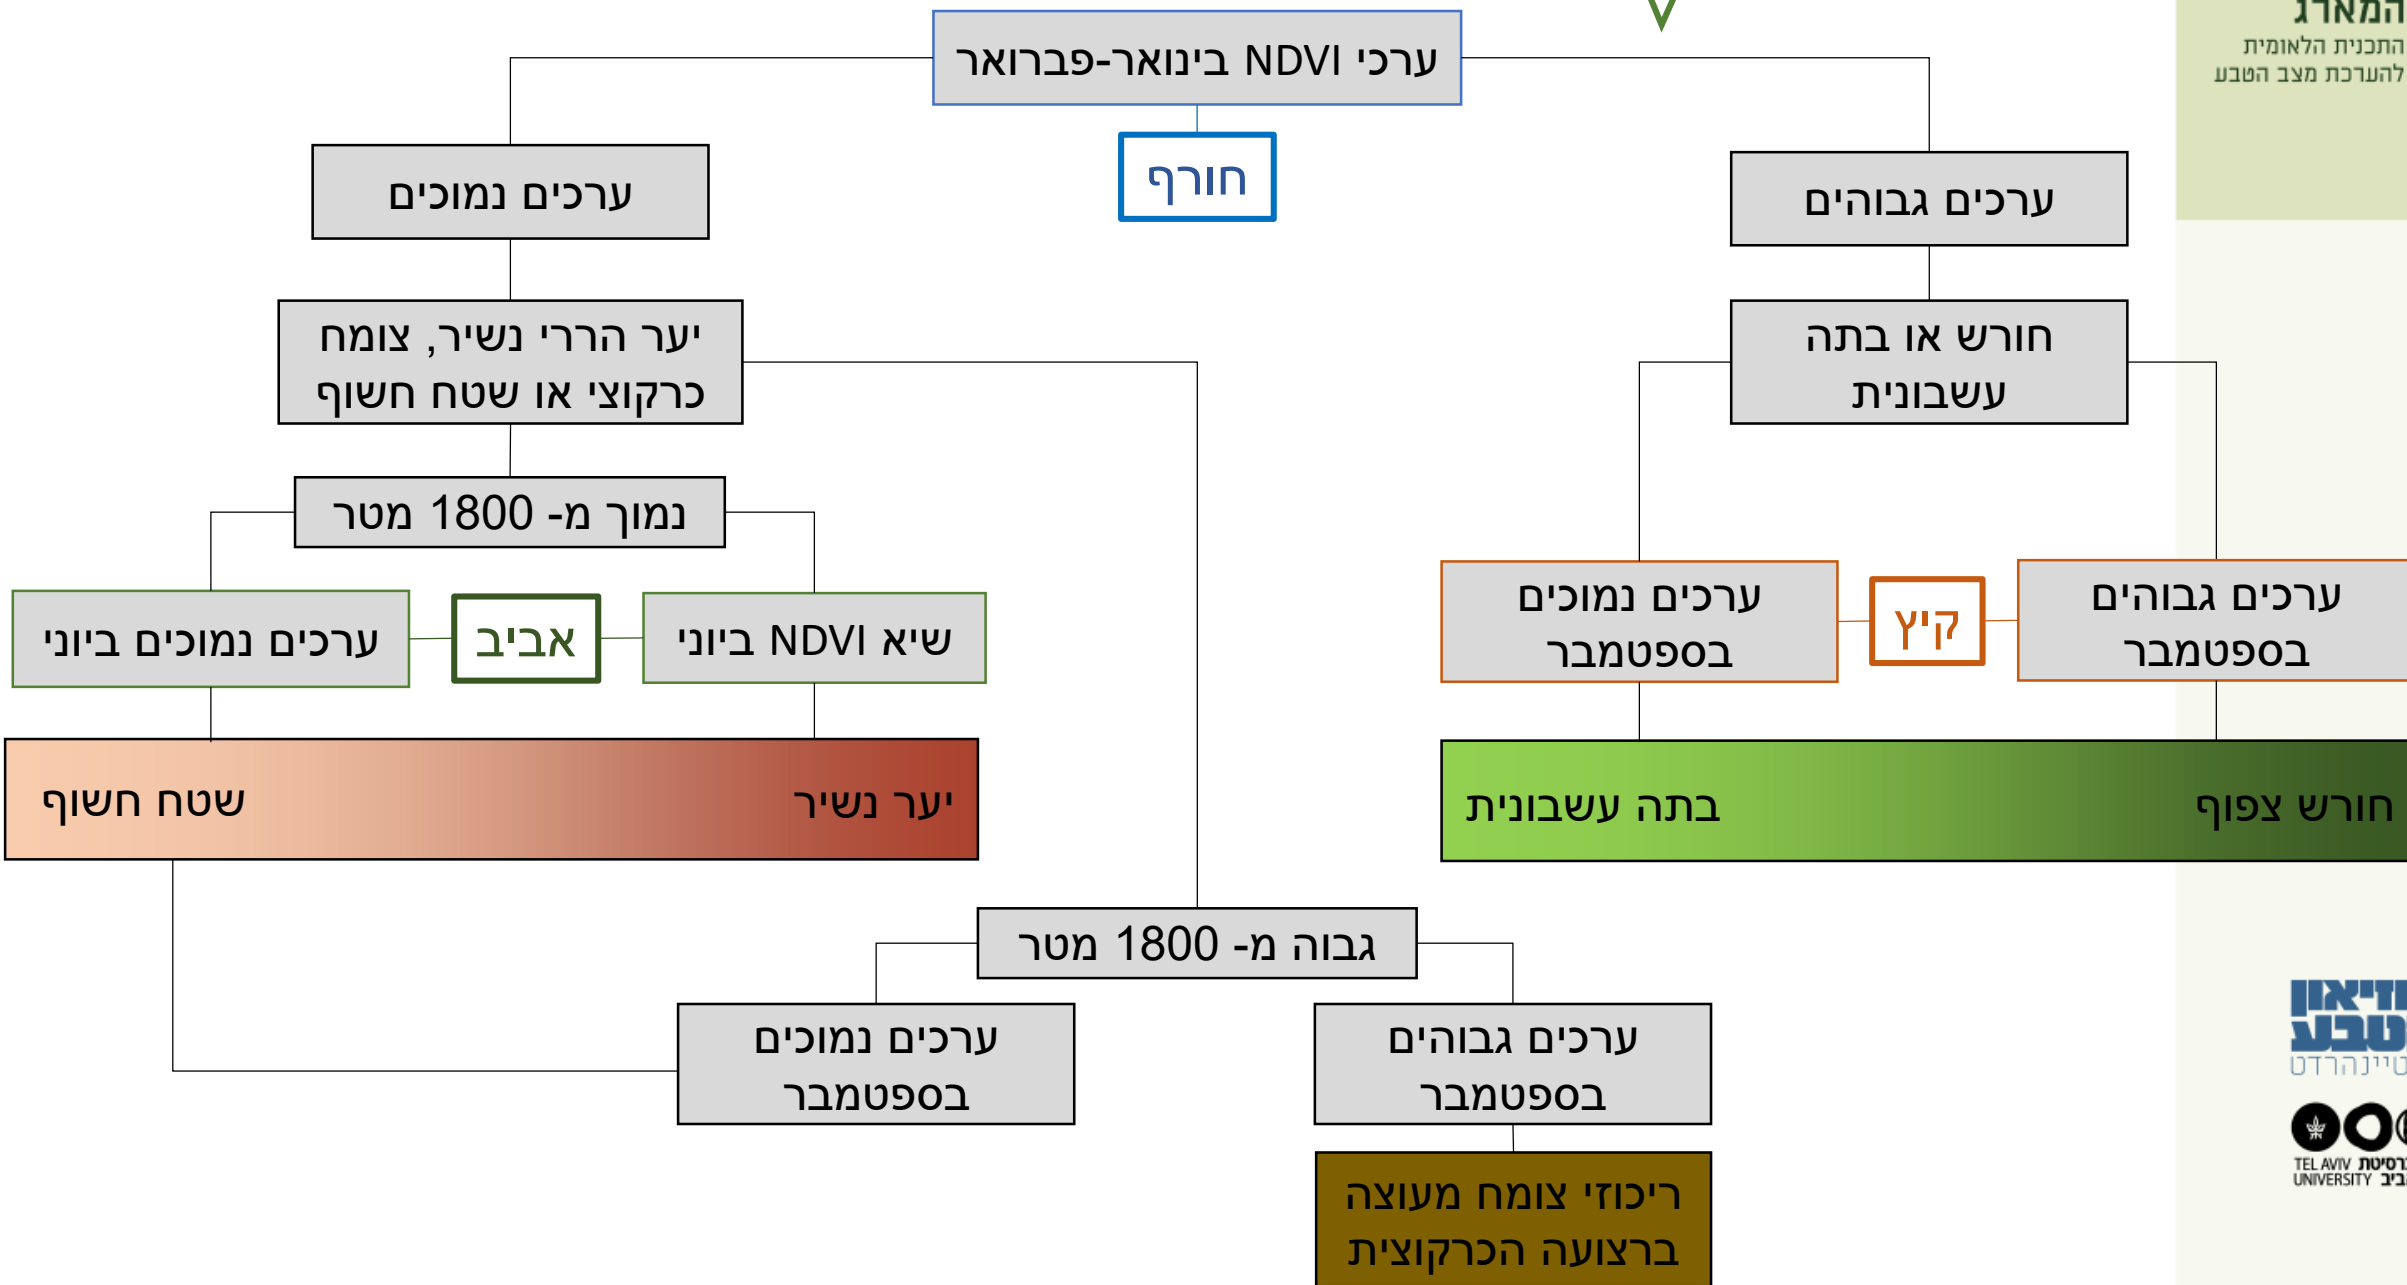 המארג
התכנית הלאומית
להערכת מצב הטבע
ערכי NDVI בינואר-פברואר
חורף
ערכים גבוהים
ערכים נמוכים
חורש או בתה
עשבונית
יער הררי נשיר, צומח
כרקוצי או שטח חשוף
נמוך מ- 1800 מטר
ערכים גבוהים
בספטמבר
קיץ
ערכים נמוכים
בספטמבר
שיא NDVI ביוני
אביב
ערכים נמוכים ביוני
חורש צפוף
בתה עשבונית
יער נשיר
שטח חשוף
גבוה מ- 1800 מטר
ערכים גבוהים
בספטמבר
ערכים נמוכים
בספטמבר
ריכוזי צומח מעוצה
ברצועה הכרקוצית
TEL AVIV
UNIVERSITY